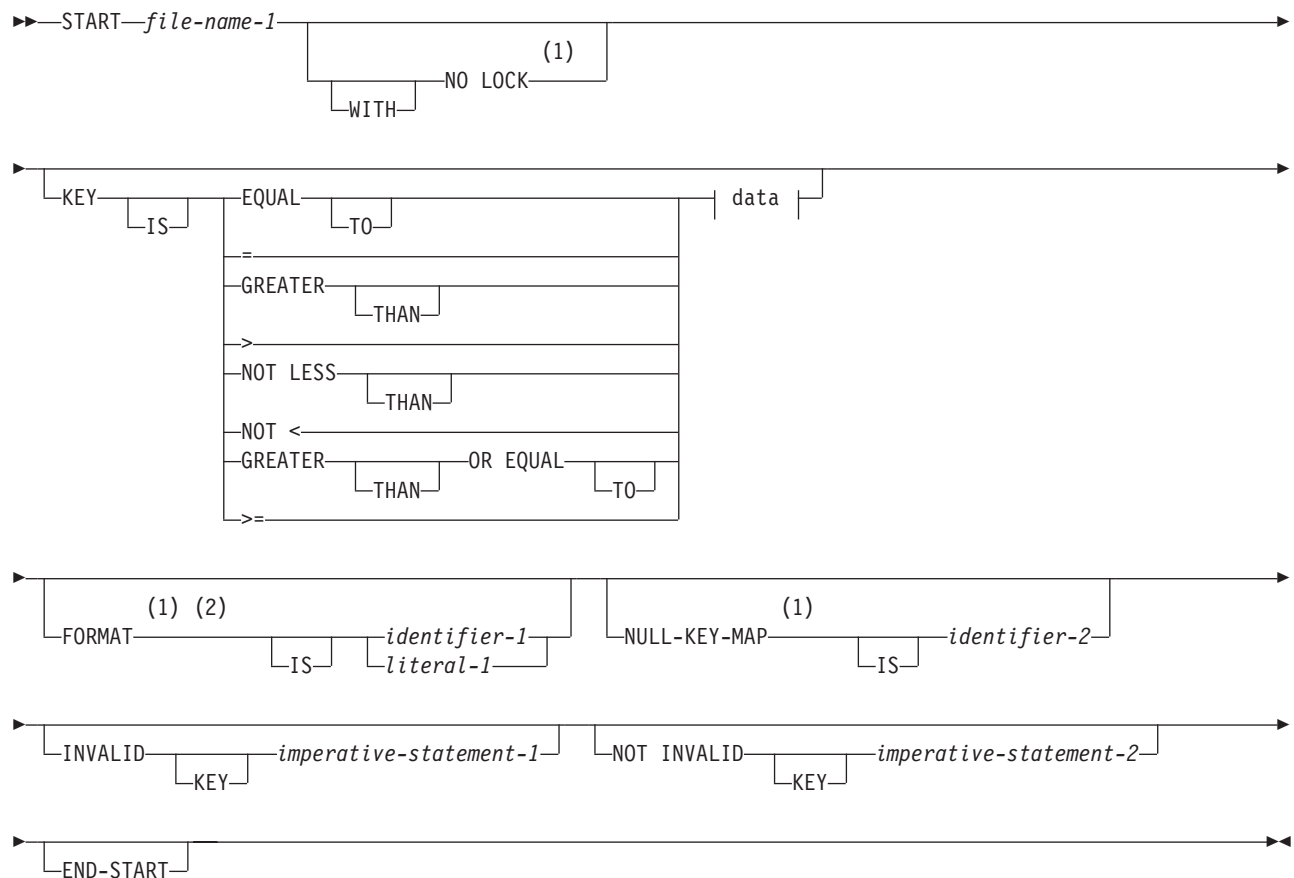 START file-name-1
(1)
NO LOCK
WITH
KEY EQUAL data
IS TO
=
GREATER
THAN
>
NOT LESS
THAN
NOT <
GREATER OR EQUAL
THAN TO
>=
(1) (2) (1)
FORMAT identifier-1 NULL-KEY-MAP identifier-2
IS literal-1 IS
INVALID imperative-statement-1 NOT INVALID imperative-statement-2
KEY KEY
END-START